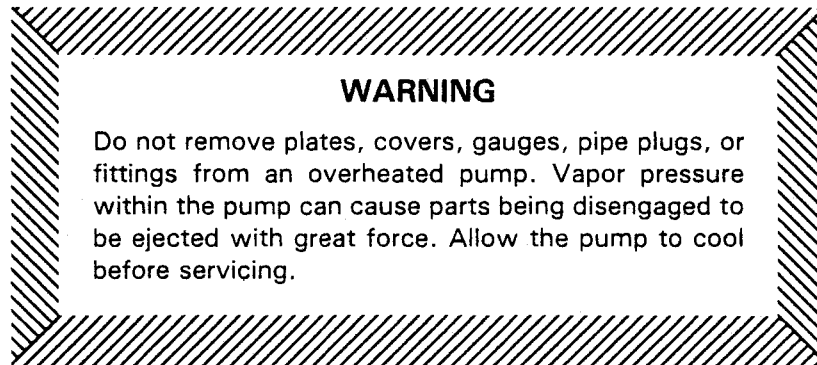 WARNING
Do not remove plates, covers, gauges, pipe plugs, or
fittings from an overheated pump. Vapor pressure
within the pump can cause parts being disengaged to
be ejected with great force. Allow the pump to cool
before servicing.